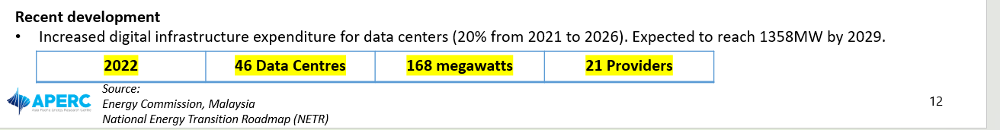 Recent development
• Increased digital infrastructure expenditure for data centers (20% from 2021 to 2026). Expected to reach 1358MW by 2029.
2022 46 Data Centres 168 megawatts 21 Providers
Source:
APERC
Asia Pacific Energy Research Centre
Energy Commission, Malaysia
National Energy Transition Roadmap (NETR)
12